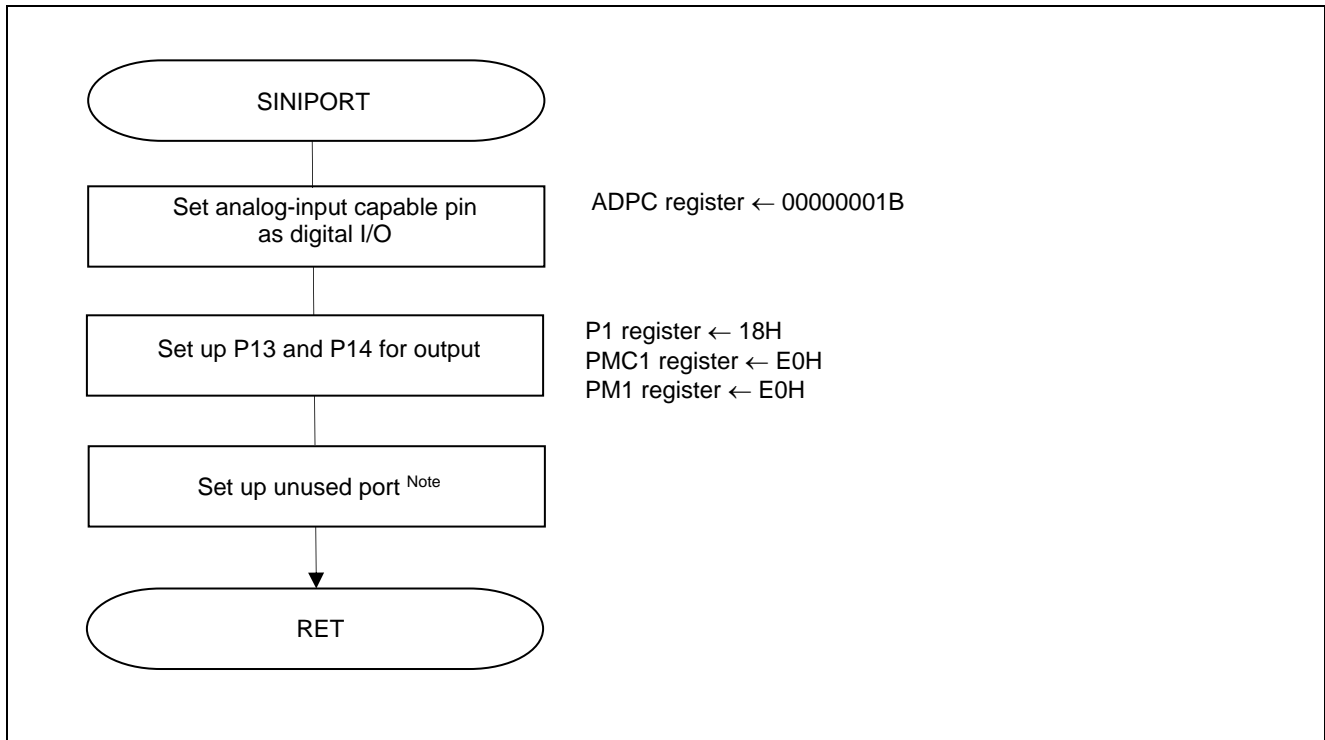 SINIPORT
Set analog-input capable pin
as digital I/O
ADPC register ← 00000001B
Set up P13 and P14 for output
P1 register ← 18H
PMC1 register ← E0H
PM1 register ← E0H
Set up unused port Note
RET